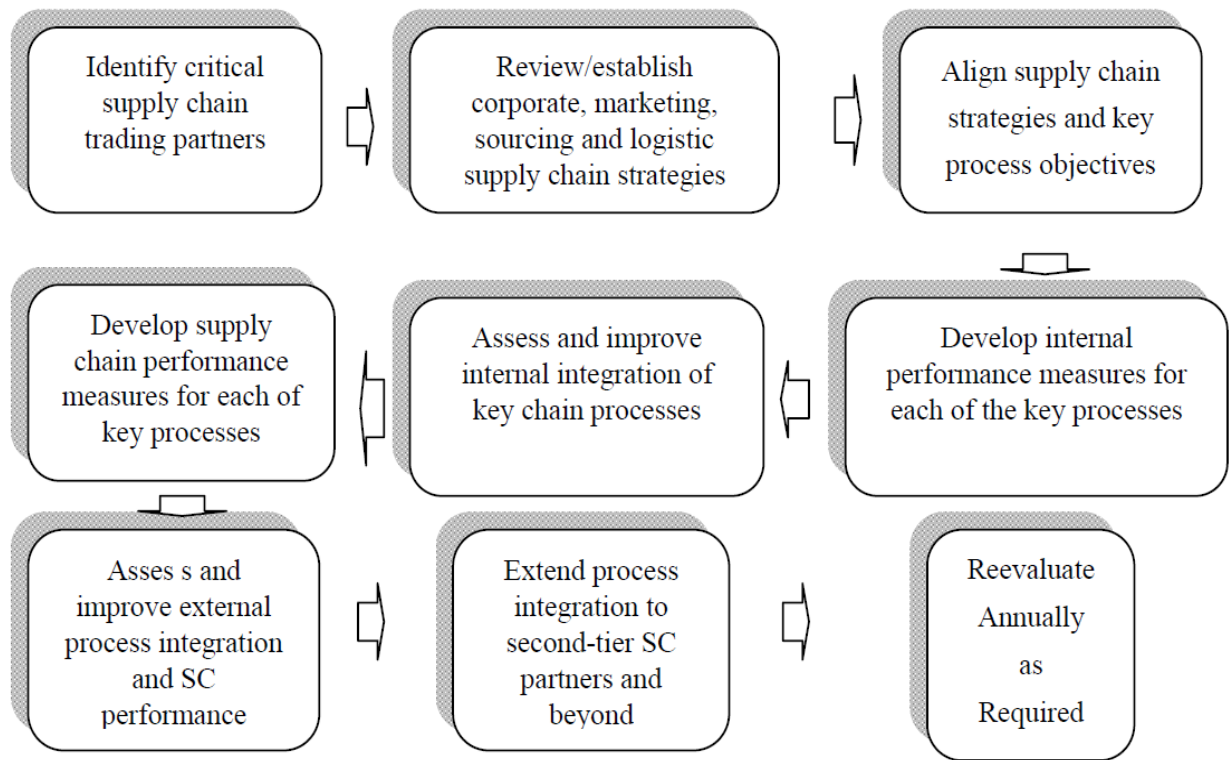 Identify critical
supply chain
trading partners
Review/establish
corporate, marketing,
sourcing and logistic
supply chain strategies
Align supply chain
strategies and key
process objectives
Develop supply
chain performance
measures for each of
key processes
Assess and improve
internal integration of
key chain processes
Develop internal
performance measures for
each of the key processes
Asses s and
improve external
process integration
and SC
performance
Extend process
integration to
second-tier SC
partners and
beyond
Reevaluate
Annually
as
Required